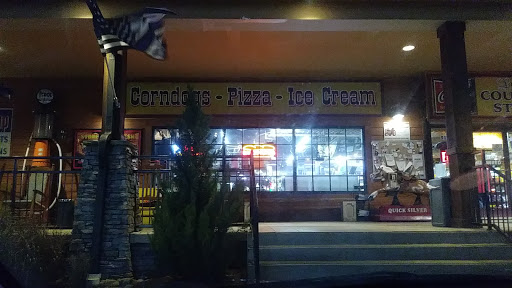 Corndogs - Pizza - Ice Cream
COU
ST
QUICK SILVER